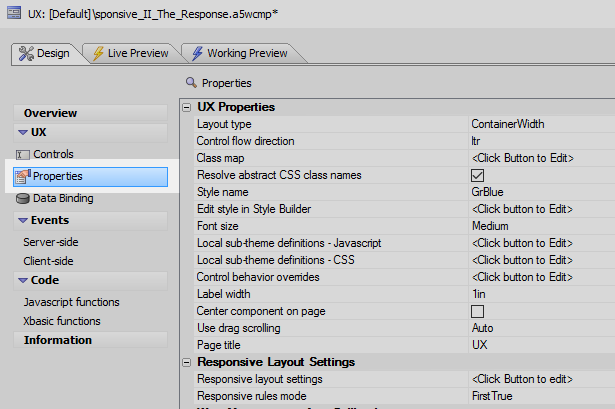 UX: [Default]\sponsive_II_The_Response.a5wcmp*
Design Live Preview Working Preview
Properties
Overview
UX
Controls
Properties
Data Binding
Events
Server-side
Client-side
Code
Javascript functions
Xbasic functions
Information
UX Properties
Layout type ContainerWidth
Control flow direction ltr
Class map <Click Button to Edit>
Resolve abstract CSS class names
Style name GrBlue
Edit style in Style Builder <Click button to Edit>
Font size Medium
Local sub-theme definitions - Javascript <Click button to Edit>
Local sub-theme definitions - CSS <Click button to Edit>
Control behavior overrides <Click button to Edit>
Label width 1in
Center component on page
Use drag scrolling Auto
Page title UX
Responsive Layout Settings
Responsive layout settings <Click Button to edit>
Responsive rules mode FirstTrue